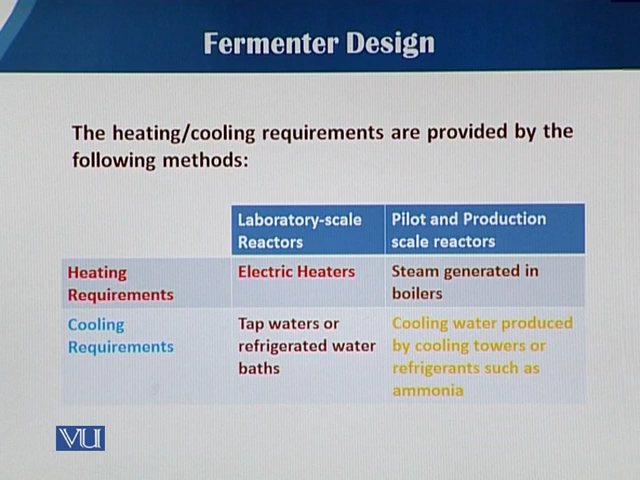 Fermenter Design
The heating/cooling requirements are provided by the
following methods:
Laboratory-scale
Reactors
Pilot and Production
scale reactors
Heating
Requirements
Electric Heaters
Steam generated in
boilers
Cooling
Requirements
Tap waters or
refrigerated water
baths
Cooling water produced
by cooling towers or
refrigerants such as
ammonia
VU